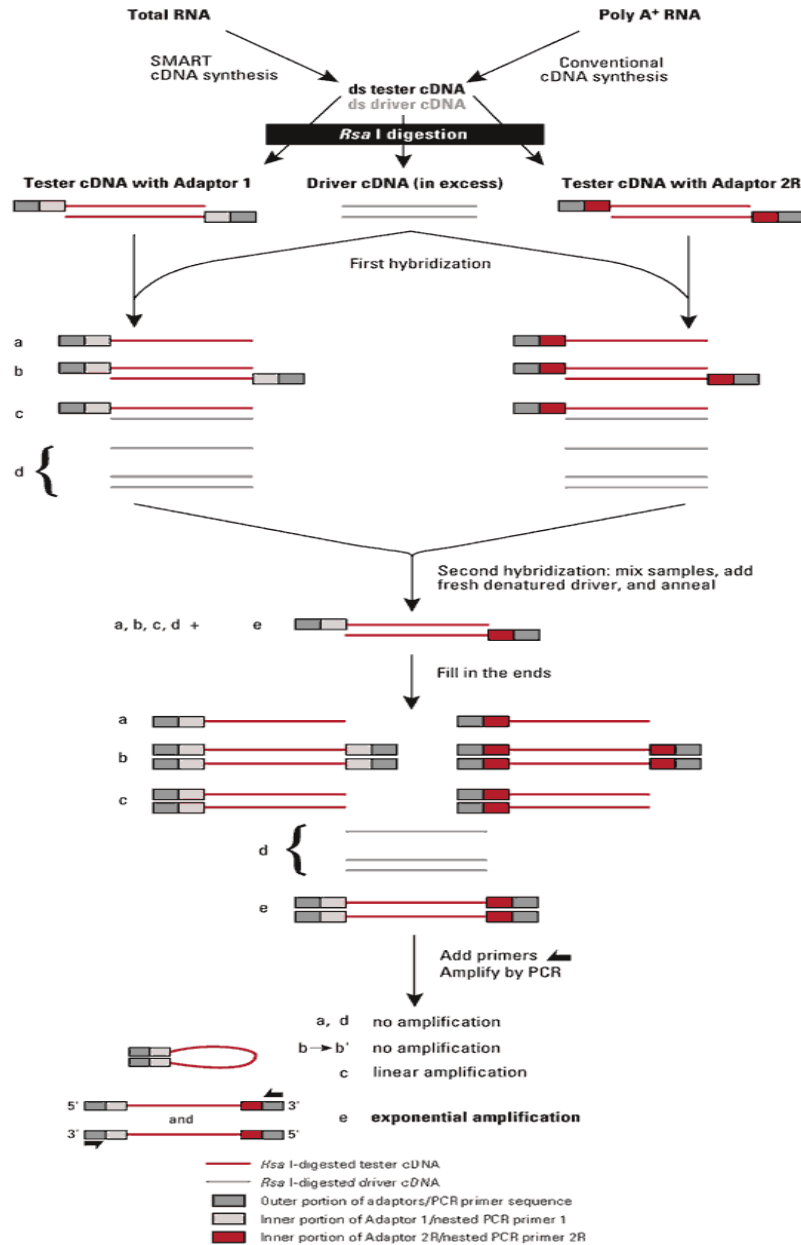 Total RNA
Poly A+ RNA
SMART
cDNA synthesis
Conventional
cDNA synthesis
ds tester cDNA
ds driver cDNA
Rsa I digestion
Tester cDNA with Adaptor 1
Driver cDNA (in excess)
Tester cDNA with Adaptor 2R
First hybridization
a
b
c
d
{
Second hybridization: mix samples, add
fresh denatured driver, and anneal
a, b, c, d + e
Fill in the ends
a
b
c
d {
e
Add primers
Amplify by PCR
a, d no amplification
b → b' no amplification
c linear amplification
5' 3'
and
e exponential amplification
3' 5'
Rsa I-digested tester cDNA
Rsa I-digested driver cDNA
Outer portion of adaptors/PCR primer sequence
Inner portion of Adaptor 1/nested PCR primer 1
Inner portion of Adaptor 2R/nested PCR primer 2R